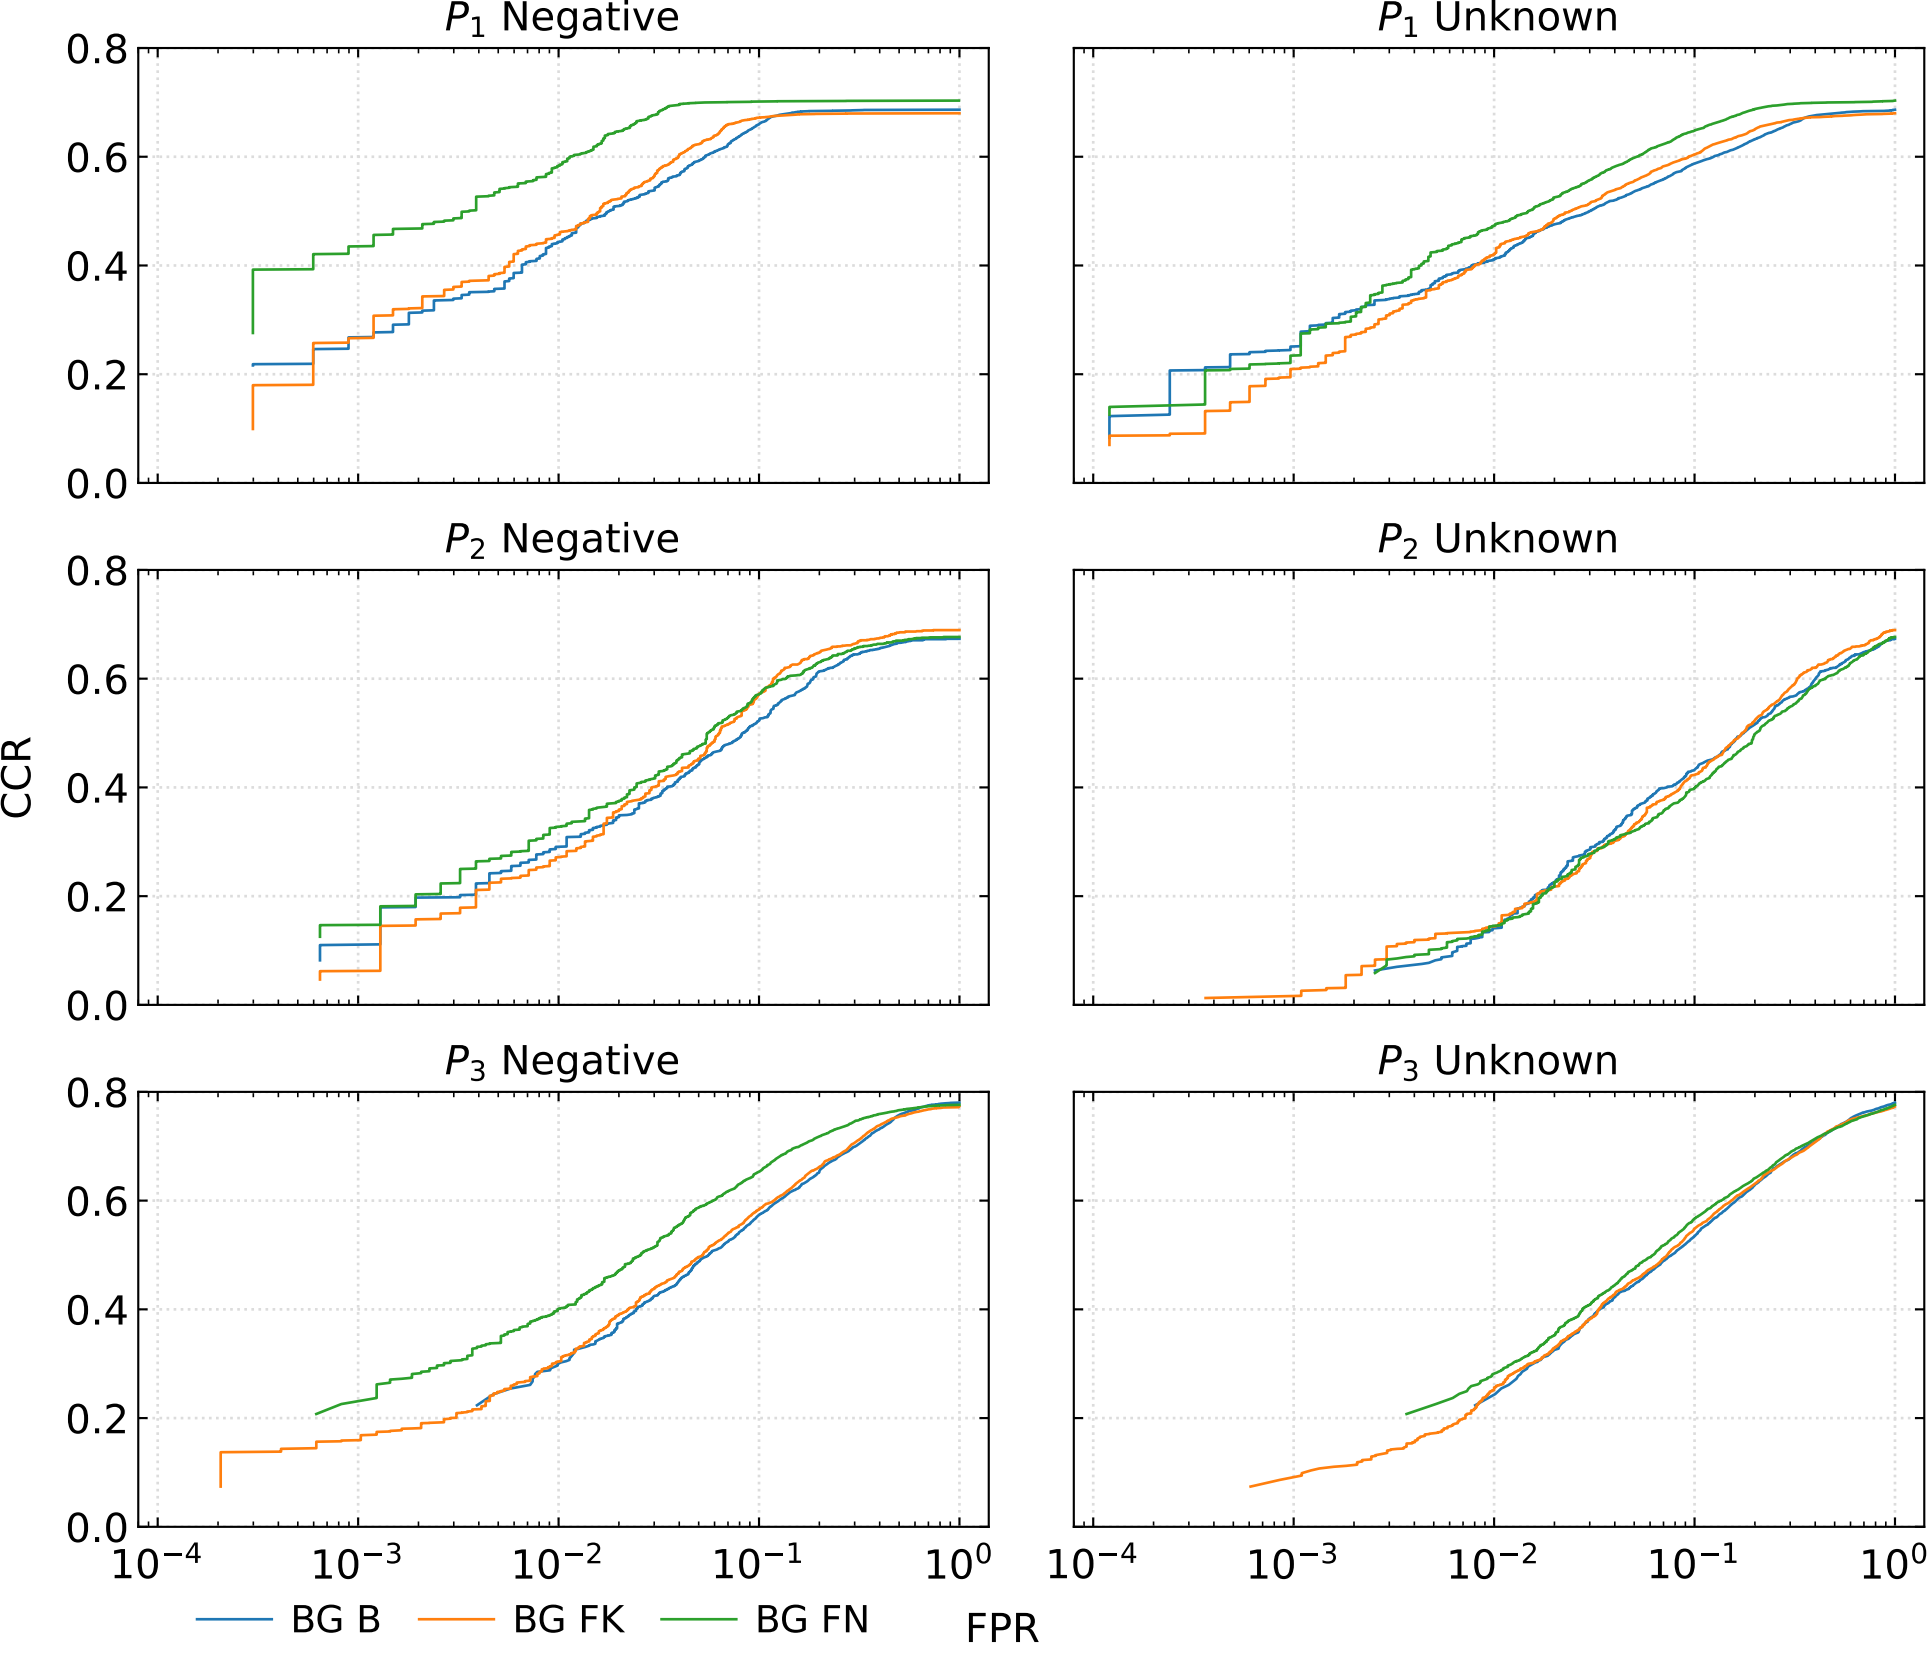 P₁ Negative
P₁ Unknown
0.8
0.6
0.4
0.2
0.0
P₂ Negative
P₂ Unknown
0.8
0.6
0.4
0.2
0.0
CCR
P₃ Negative
P₃ Unknown
0.8
0.6
0.4
0.2
0.0
10⁻⁴ 10⁻³ 10⁻² 10⁻¹ 10⁰
10⁻⁴ 10⁻³ 10⁻² 10⁻¹ 10⁰
BG B BG FK BG FN
FPR